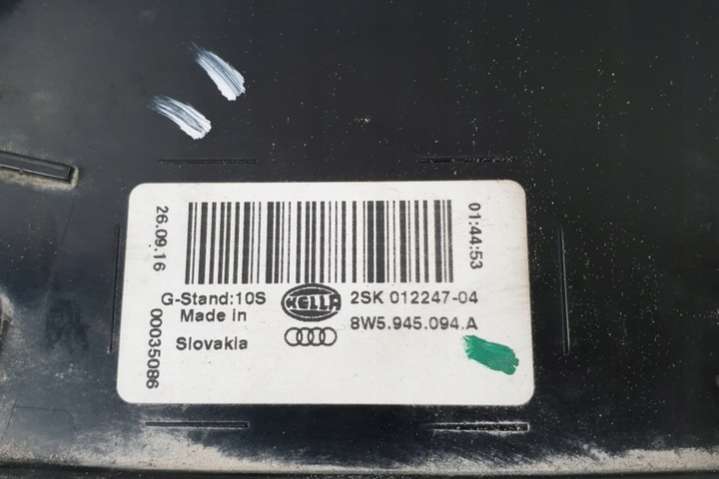 26.09.16
01:44:53
G-Stand:10S
HELLA
2SK 012247-04
Made in
8W5.945.094.A
Slovakia
00035086